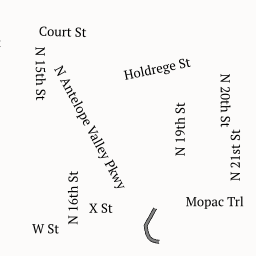 Court St
N 15th St
N Antelope Valley Pkwy
Holdrege St
N 20th St
N 19th St
N 21st St
N 16th St
Mopac Trl
X St
W St